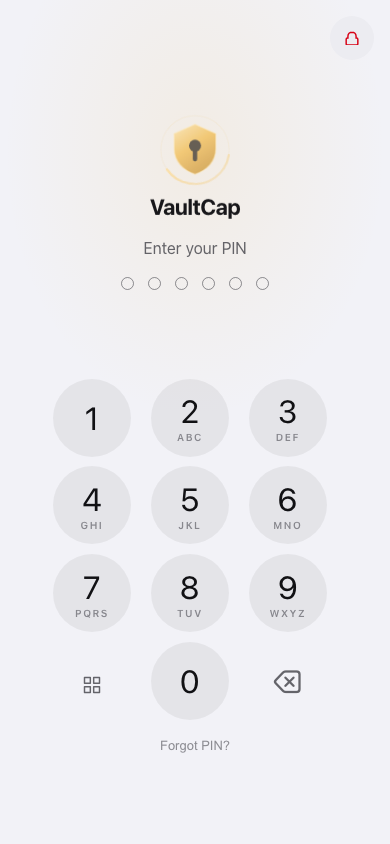 VaultCap
Enter your PIN
1
2
ABC
3
DEF
4
GHI
5
JKL
6
MNO
7
PQRS
8
TUV
9
WXYZ
0
Forgot PIN?